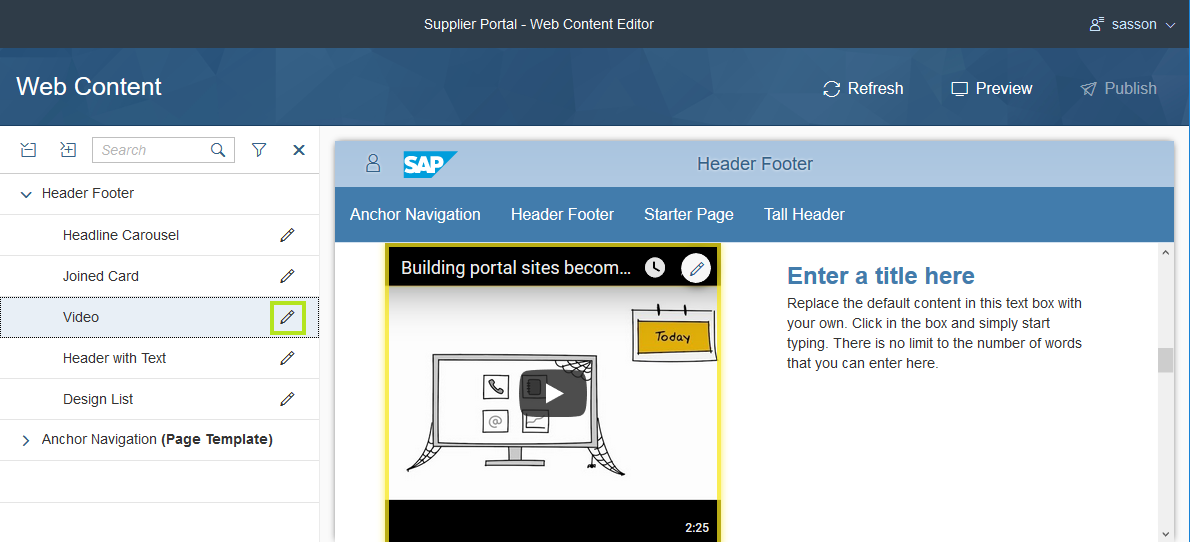 Supplier Portal - Web Content Editor
sasson
Web Content
Refresh
Preview
Publish
Search
Header Footer
Headline Carousel
Joined Card
Video
Header with Text
Design List
Anchor Navigation (Page Template)
SAP
Header Footer
Anchor Navigation
Header Footer
Starter Page
Tall Header
Building portal sites becom...
Today
@
2:25
Enter a title here
Replace the default content in this text box with
your own. Click in the box and simply start
typing. There is no limit to the number of words
that you can enter here.